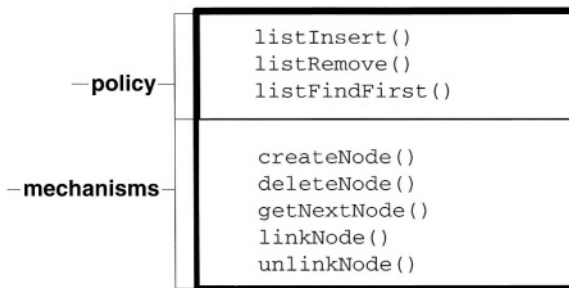 policy
listInsert()
listRemove()
listFindFirst()
mechanisms
createNode()
deleteNode()
getNextNode()
linkNode()
unlinkNode()